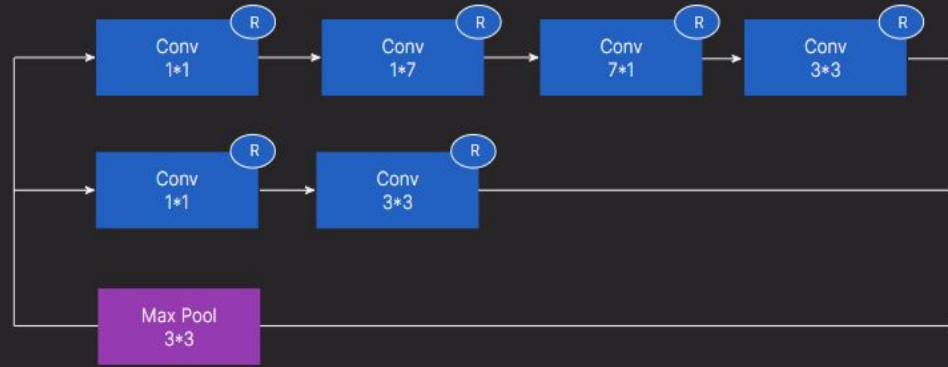 R
Conv
1*1
R
Conv
1*7
R
Conv
7*1
R
Conv
3*3
R
Conv
1*1
R
Conv
3*3
Max Pool
3*3